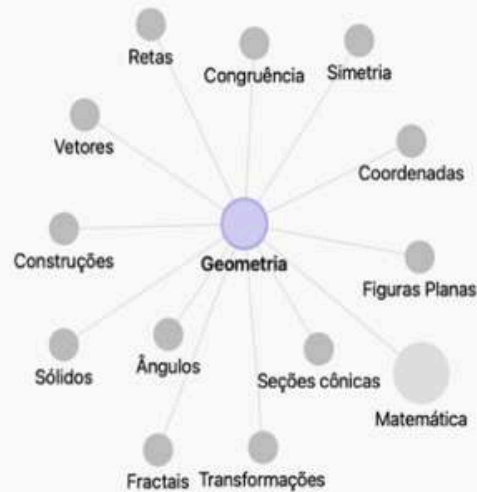 Retas
Congruência
Simetria
Vetores
Coordenadas
Construções
Geometria
Figuras Planas
Sólidos
Ângulos
Seções cônicas
Matemática
Fractais
Transformações